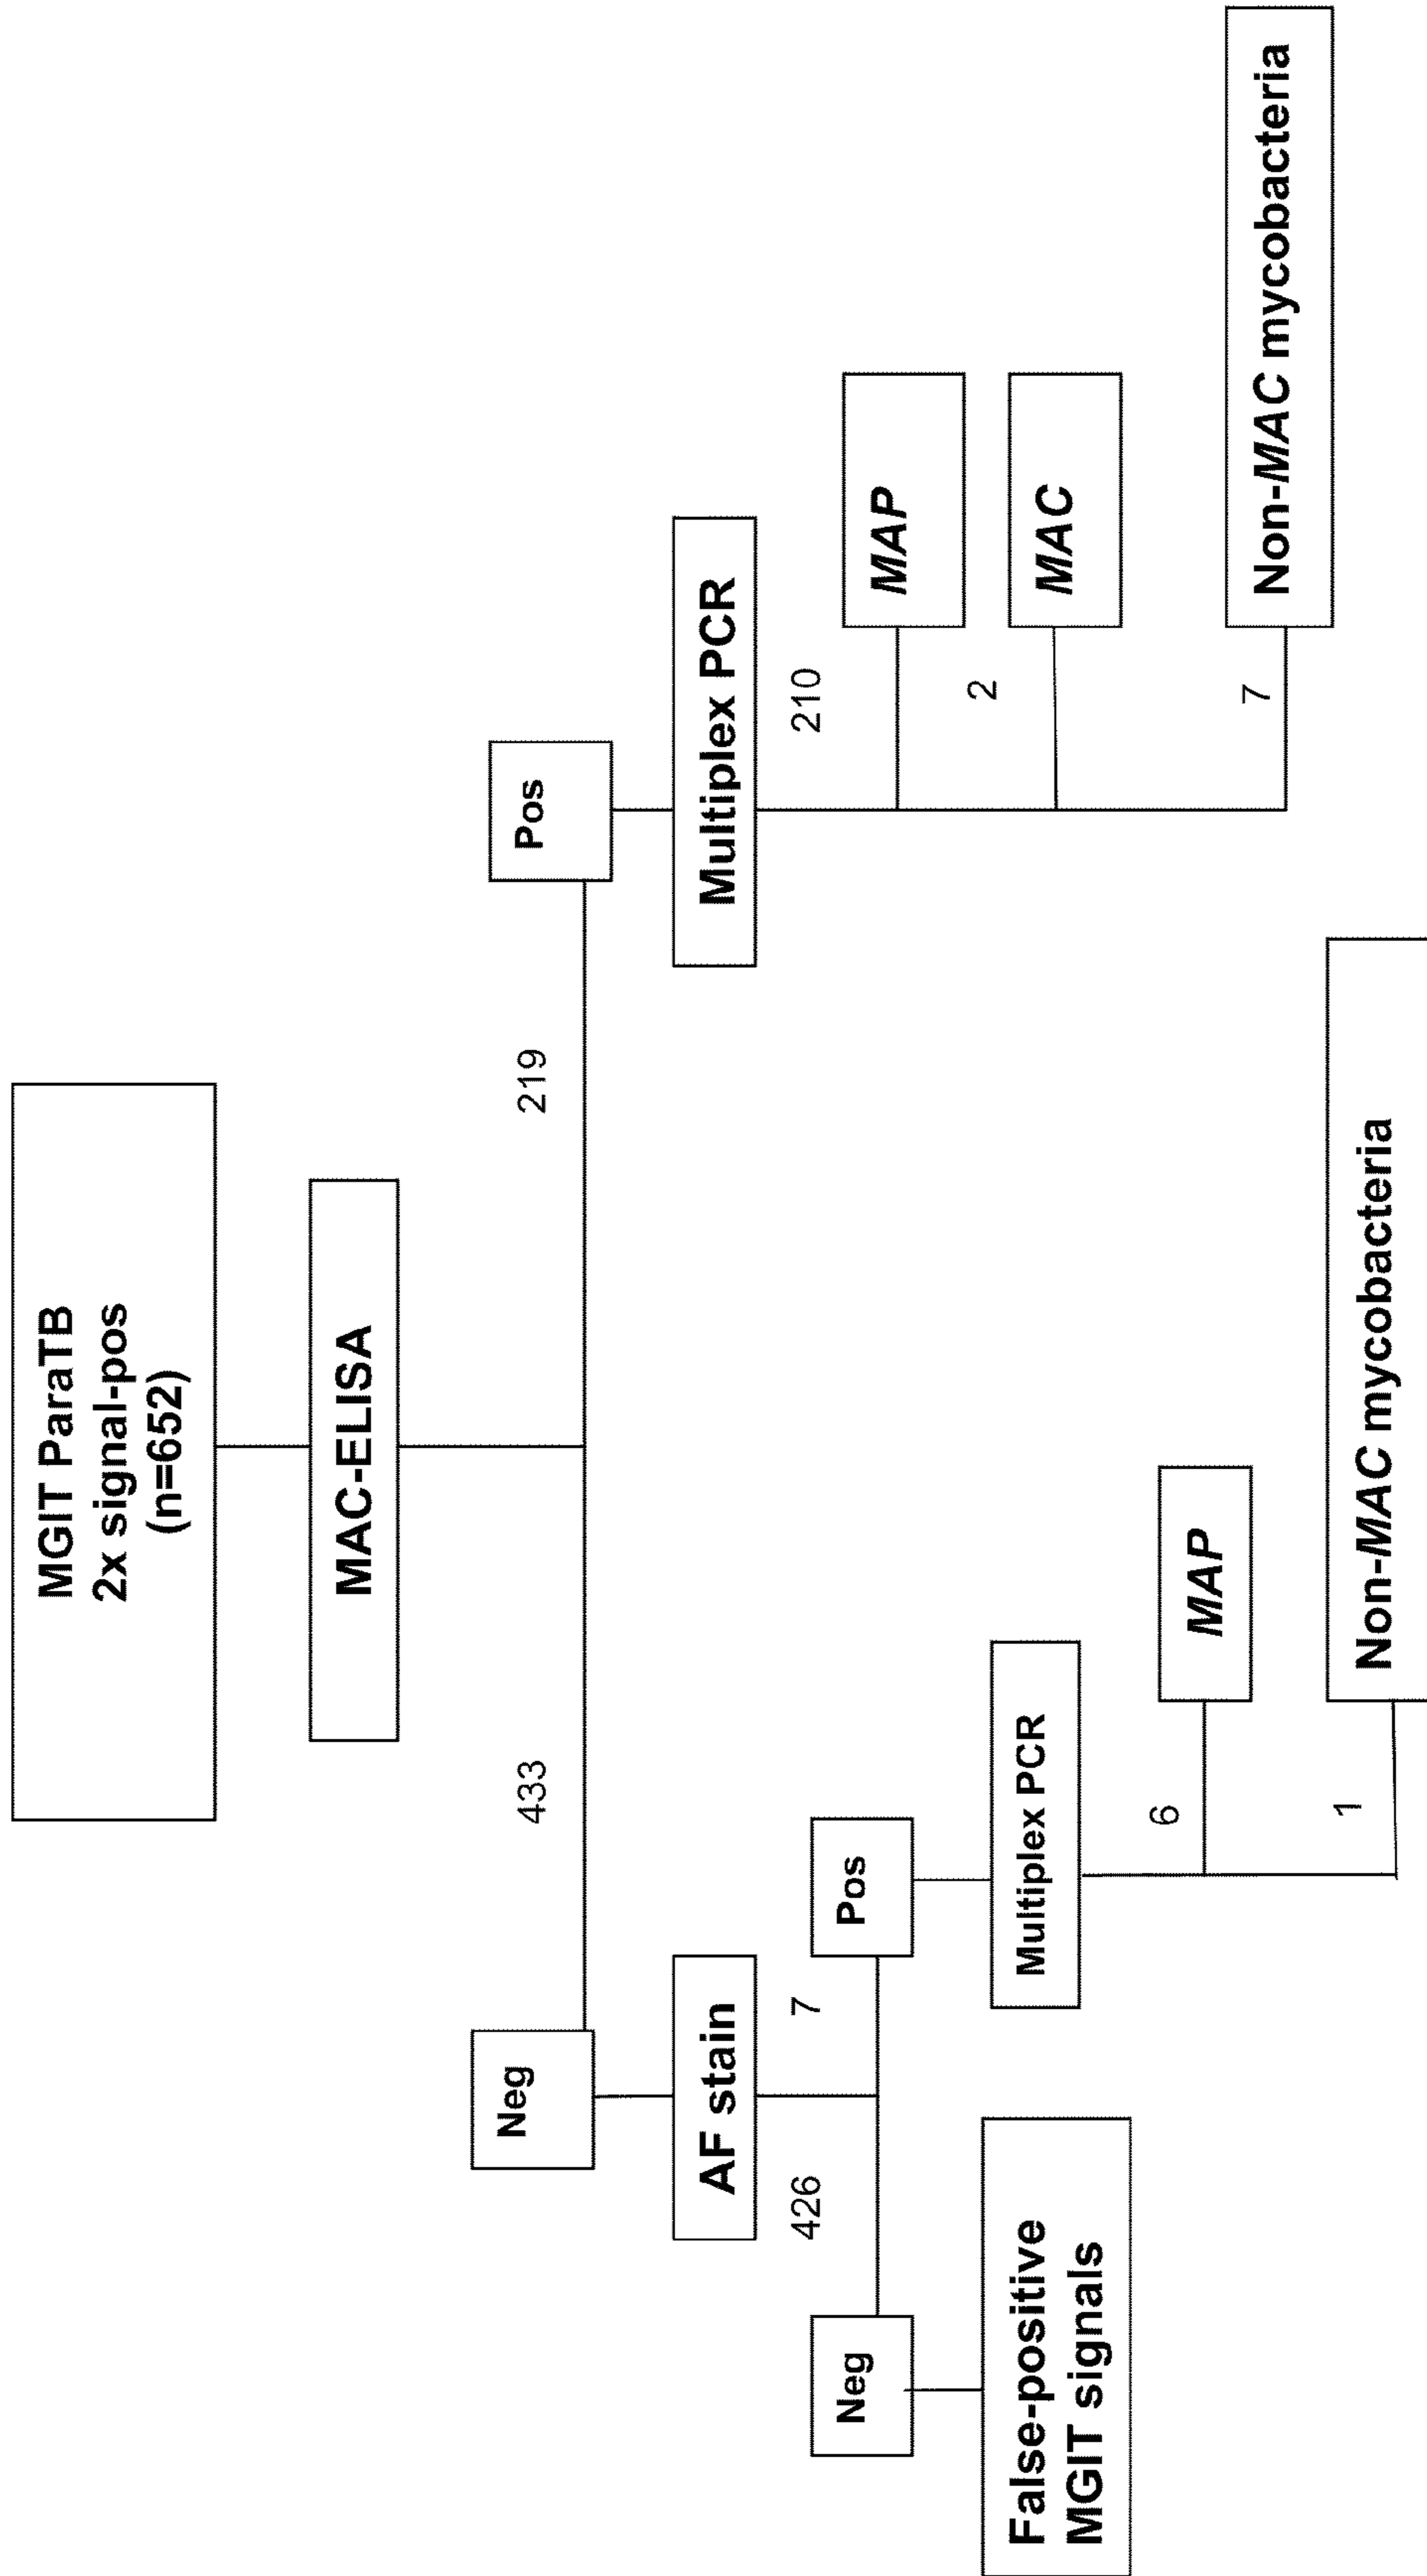 MGIT ParaTB
2x signal-pos
(n=652)
MAC-ELISA
433
219
Neg
Pos
AF stain
Multiplex PCR
426
7
210
Neg
Pos
MAP
False-positive
MGIT signals
Multiplex PCR
2
MAC
6
MAP
7
Non-MAC mycobacteria
1
Non-MAC mycobacteria